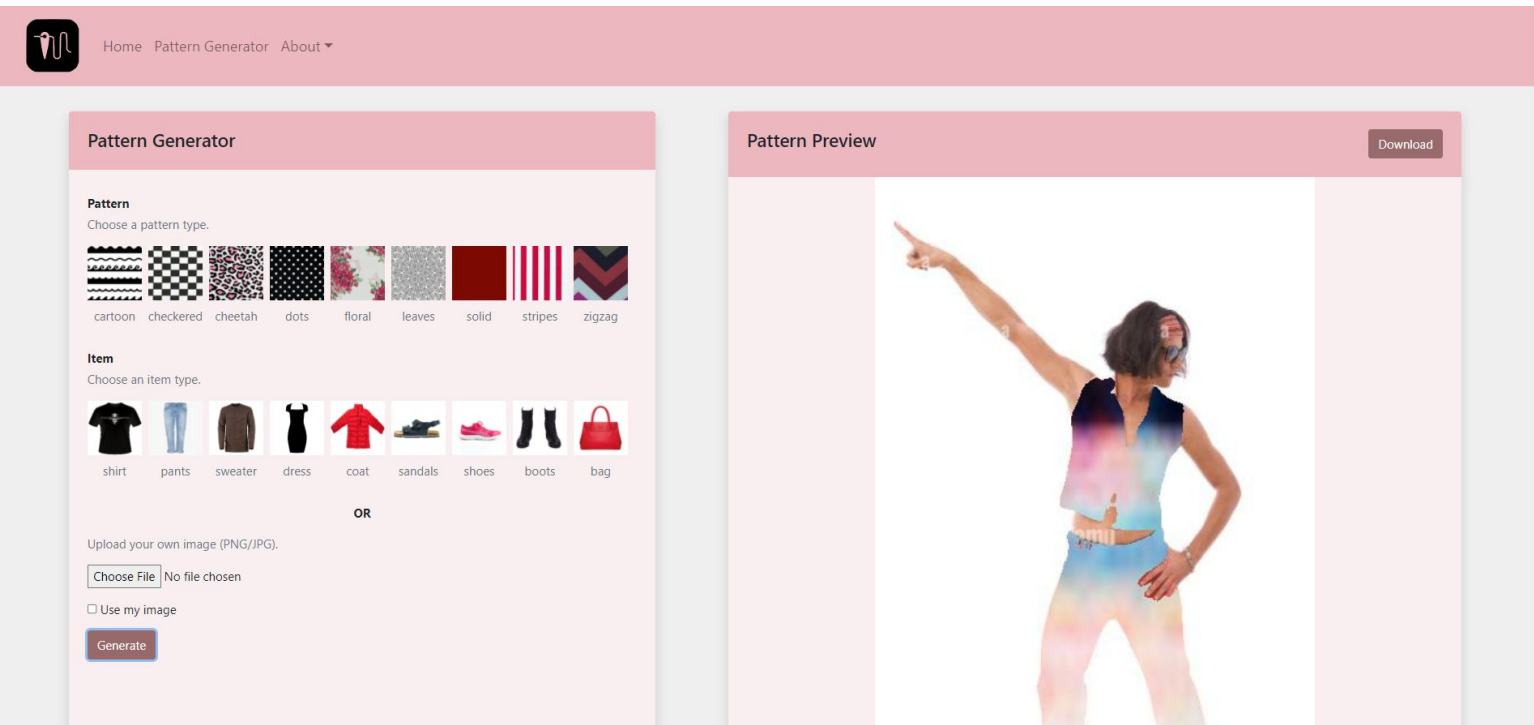 Home Pattern Generator About
Pattern Generator
Pattern
Choose a pattern type.
cartoon checkered cheetah dots floral leaves solid stripes zigzag
Item
Choose an item type.
shirt pants sweater dress coat sandals shoes boots bag
OR
Upload your own image (PNG/JPG).
Choose File No file chosen
Use my image
Generate
Pattern Preview
Download
a
a